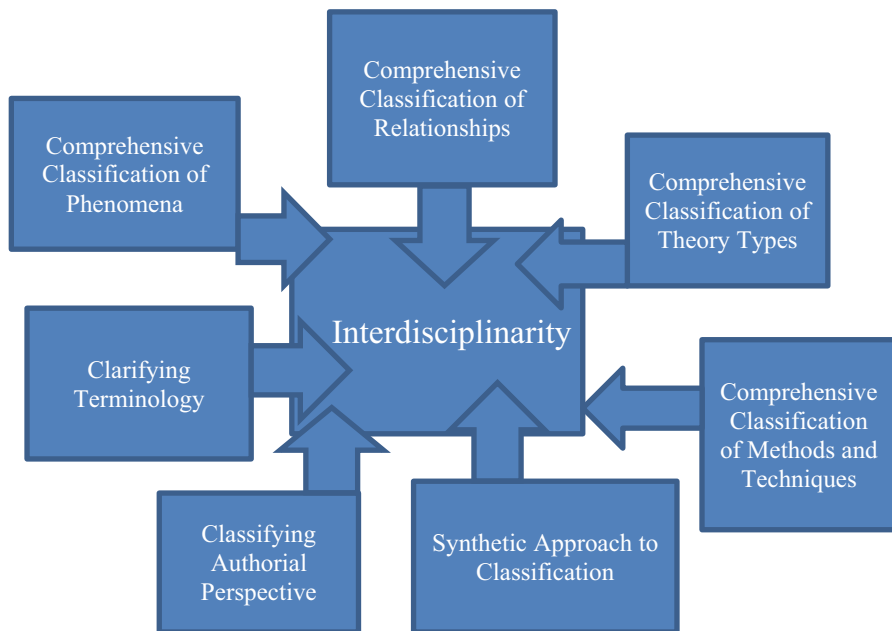 Comprehensive
Classification of
Relationships
Comprehensive
Classification of
Phenomena
Comprehensive
Classification of
Theory Types
Interdisciplinarity
Clarifying
Terminology
Comprehensive
Classification
of Methods and
Techniques
Classifying
Authorial
Perspective
Synthetic Approach to
Classification